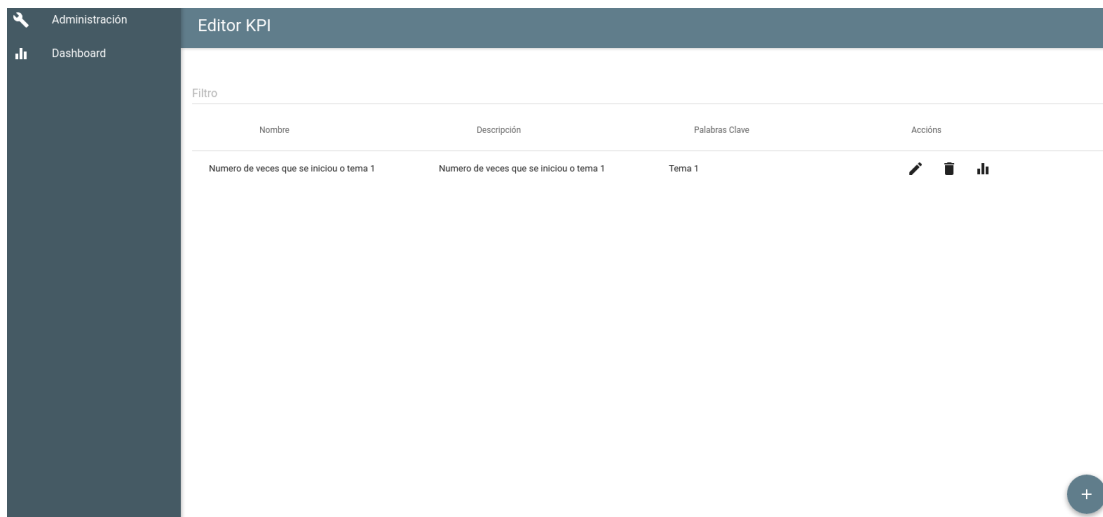 Administración
Dashboard
Editor KPI
Filtro
Nombre Descripción Palabras Clave Accións
Numero de veces que se iniciou o tema 1 Numero de veces que se iniciou o tema 1 Tema 1
+